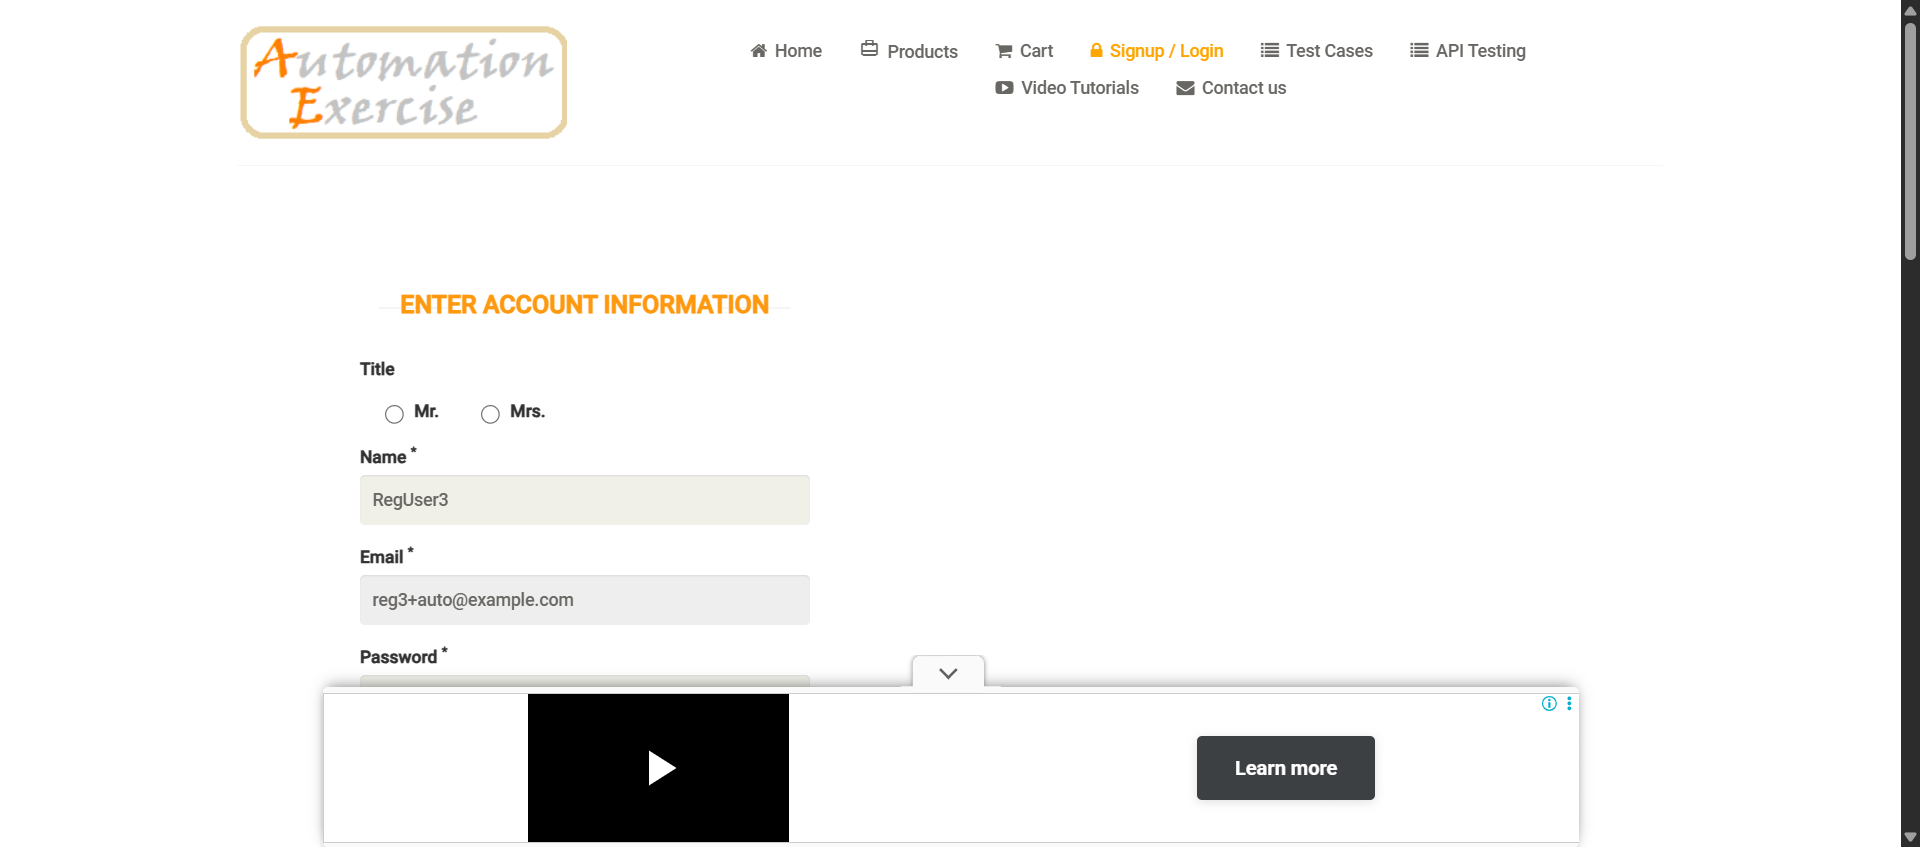 Automation
Exercise
Home
Products
Cart
Signup / Login
Test Cases
API Testing
Video Tutorials
Contact us
ENTER ACCOUNT INFORMATION
Title
Mr.
Mrs.
Name *
RegUser3
Email *
reg3+auto@example.com
Password *
Learn more